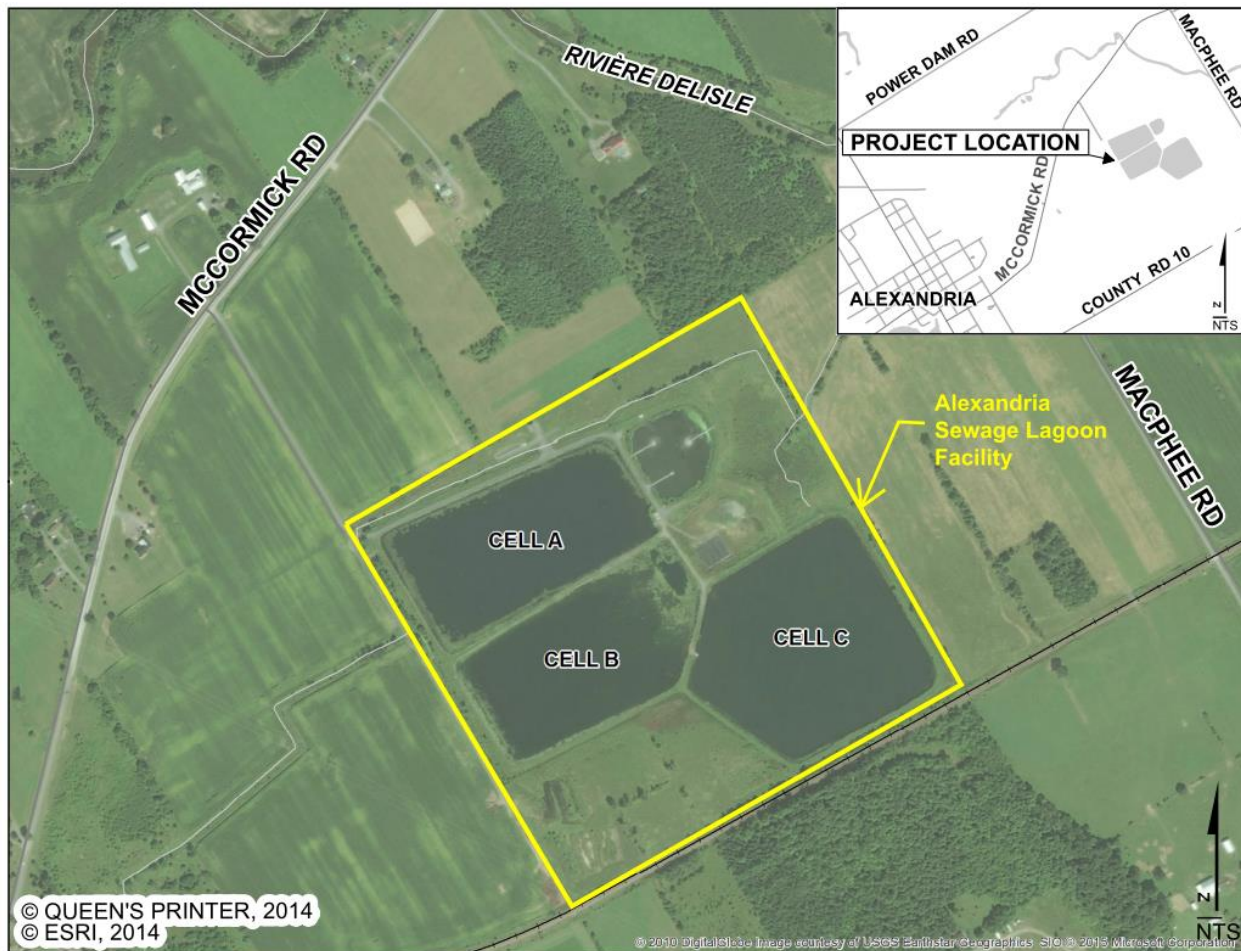 RIVIÈRE DELISLE
MCCORMICK RD
POWER DAM RD
MACPHEE RD
PROJECT LOCATION
MCCORMICK RD
ALEXANDRIA
COUNTY RD 10
N
NTS
MACPHEE RD
Alexandria
Sewage Lagoon
Facility
CELL A
CELL B
CELL C
© QUEEN'S PRINTER, 2014
© ESRI, 2014
N
NTS
© 2010 DigitalGlobe Image courtesy of USGS Earthstar Geographics SIO © 2015 Microsoft Corporation